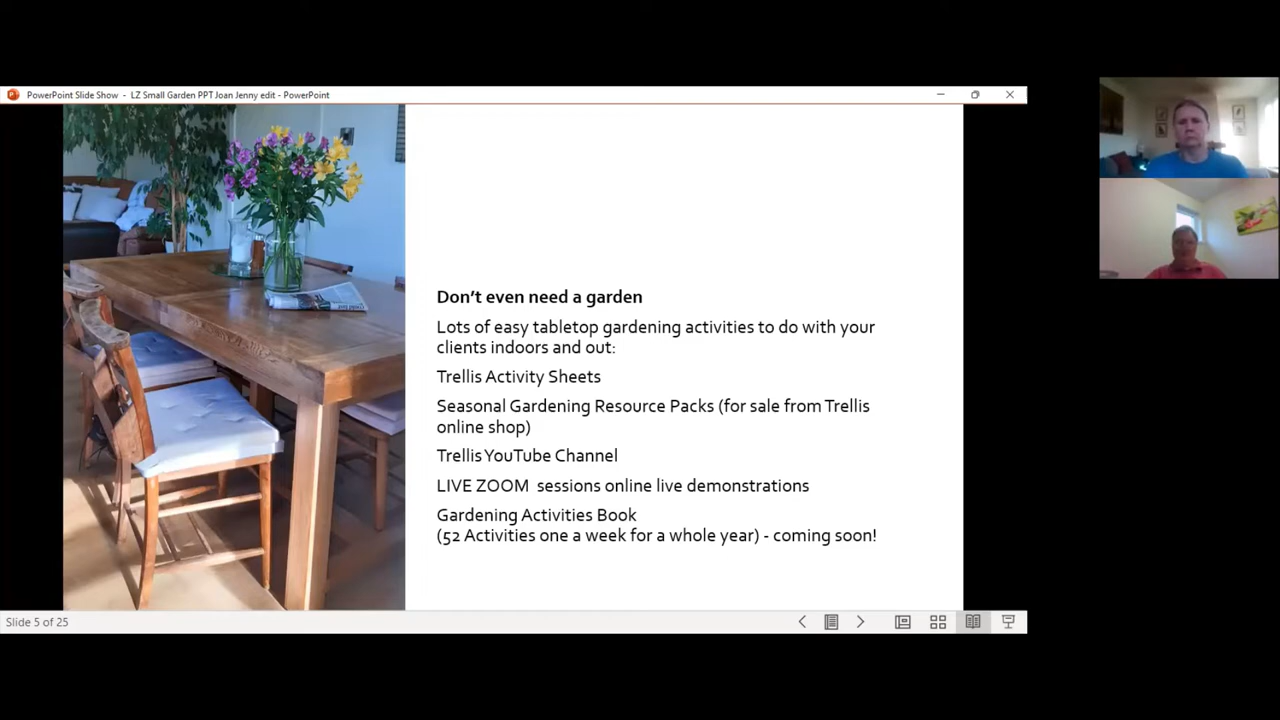 PowerPoint Slide Show - LZ Small Garden PPT Joan Jenny edit - PowerPoint
Don't even need a garden
Lots of easy tabletop gardening activities to do with your
clients indoors and out:
Trellis Activity Sheets
Seasonal Gardening Resource Packs (for sale from Trellis
online shop)
Trellis YouTube Channel
LIVE ZOOM  sessions online live demonstrations
Gardening Activities Book
(52 Activities one a week for a whole year) - coming soon!
Slide 5 of 25